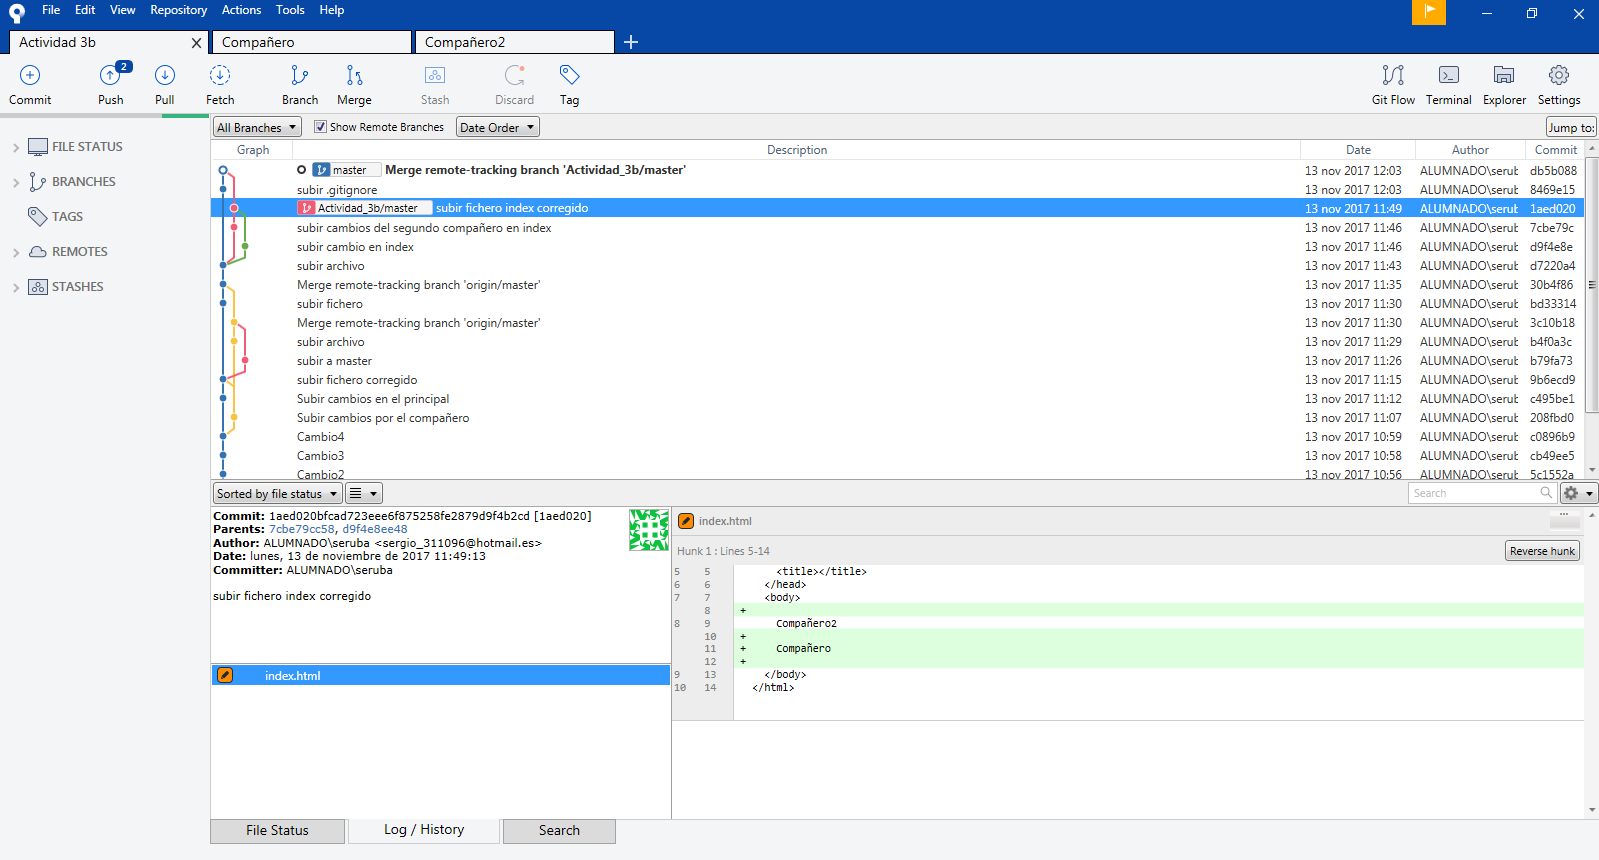 File Edit View Repository Actions Tools Help
Actividad 3b Compañero Compañero2
2
Commit Push Pull Fetch Branch Merge Stash Discard Tag Git Flow Terminal Explorer Settings
All Branches Show Remote Branches Date Order Jump to:
FILE STATUS
BRANCHES
TAGS
REMOTES
STASHES
Graph Description Date Author Commit
master Merge remote-tracking branch 'Actividad_3b/master' 13 nov 2017 12:03 ALUMNADO\serub db5b088
subir .gitignore 13 nov 2017 12:03 ALUMNADO\serub 8469e15
Actividad_3b/master subir fichero index corregido 13 nov 2017 11:49 ALUMNADO\serub 1aed020
subir cambios del segundo compañero en index 13 nov 2017 11:46 ALUMNADO\serub 7cbe79c
subir cambio en index 13 nov 2017 11:46 ALUMNADO\serub d9f4e8e
subir archivo 13 nov 2017 11:43 ALUMNADO\serub d7220a4
Merge remote-tracking branch 'origin/master' 13 nov 2017 11:35 ALUMNADO\serub 30b4f86
subir fichero 13 nov 2017 11:30 ALUMNADO\serub bd33314
Merge remote-tracking branch 'origin/master' 13 nov 2017 11:30 ALUMNADO\serub 3c10b18
subir archivo 13 nov 2017 11:29 ALUMNADO\serub b4f0a3c
subir a master 13 nov 2017 11:26 ALUMNADO\serub b79fa73
subir fichero corregido 13 nov 2017 11:15 ALUMNADO\serub 9b6ecd9
Subir cambios en el principal 13 nov 2017 11:12 ALUMNADO\serub c495be1
Subir cambios por el compañero 13 nov 2017 11:07 ALUMNADO\serub 208fbd0
Cambio4 13 nov 2017 10:59 ALUMNADO\serub c0896b9
Cambio3 13 nov 2017 10:58 ALUMNADO\serub cb49ee5
Cambio2 13 nov 2017 10:56 ALUMNADO\serub 5c1552a
Sorted by file status Search
Commit: 1aed020bfcad723eee6f875258fe2879d9f4b2cd [1aed020]
Parents: 7cbe79cc58, d9f4e8ee48
Author: ALUMNADO\seruba <sergio_311096@hotmail.es>
Date: lunes, 13 de noviembre de 2017 11:49:13
Committer: ALUMNADO\seruba
subir fichero index corregido
index.html
index.html
Hunk 1 : Lines 5-14 Reverse hunk
5 5 <title></title>
6 6 </head>
7 7 <body>
8 +
8 9 Compañero2
10 +
11 + Compañero
12 +
9 13 </body>
10 14 </html>
File Status Log / History Search